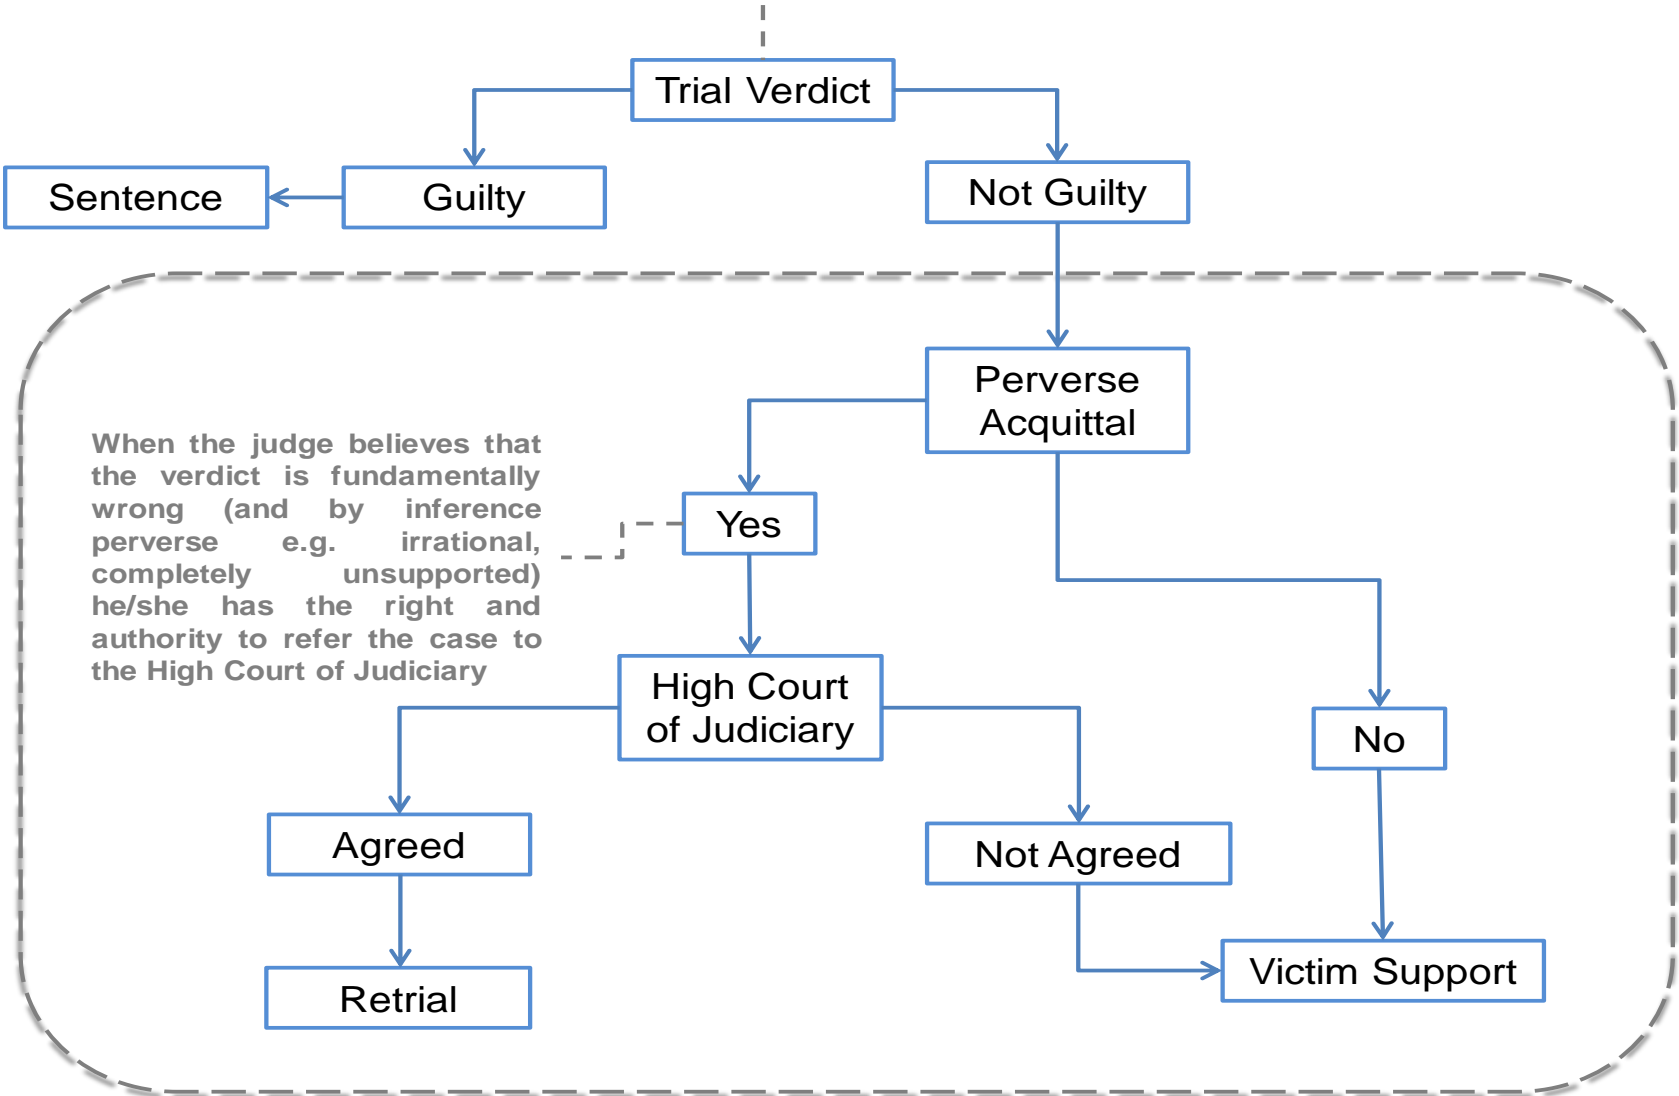 Trial Verdict
Sentence
Guilty
Not Guilty
Perverse
Acquittal
When the judge believes that
the verdict is fundamentally
wrong (and by inference
perverse e.g. irrational,
completely unsupported)
he/she has the right and
authority to refer the case to
the High Court of Judiciary
Yes
High Court
of Judiciary
No
Agreed
Not Agreed
Victim Support
Retrial